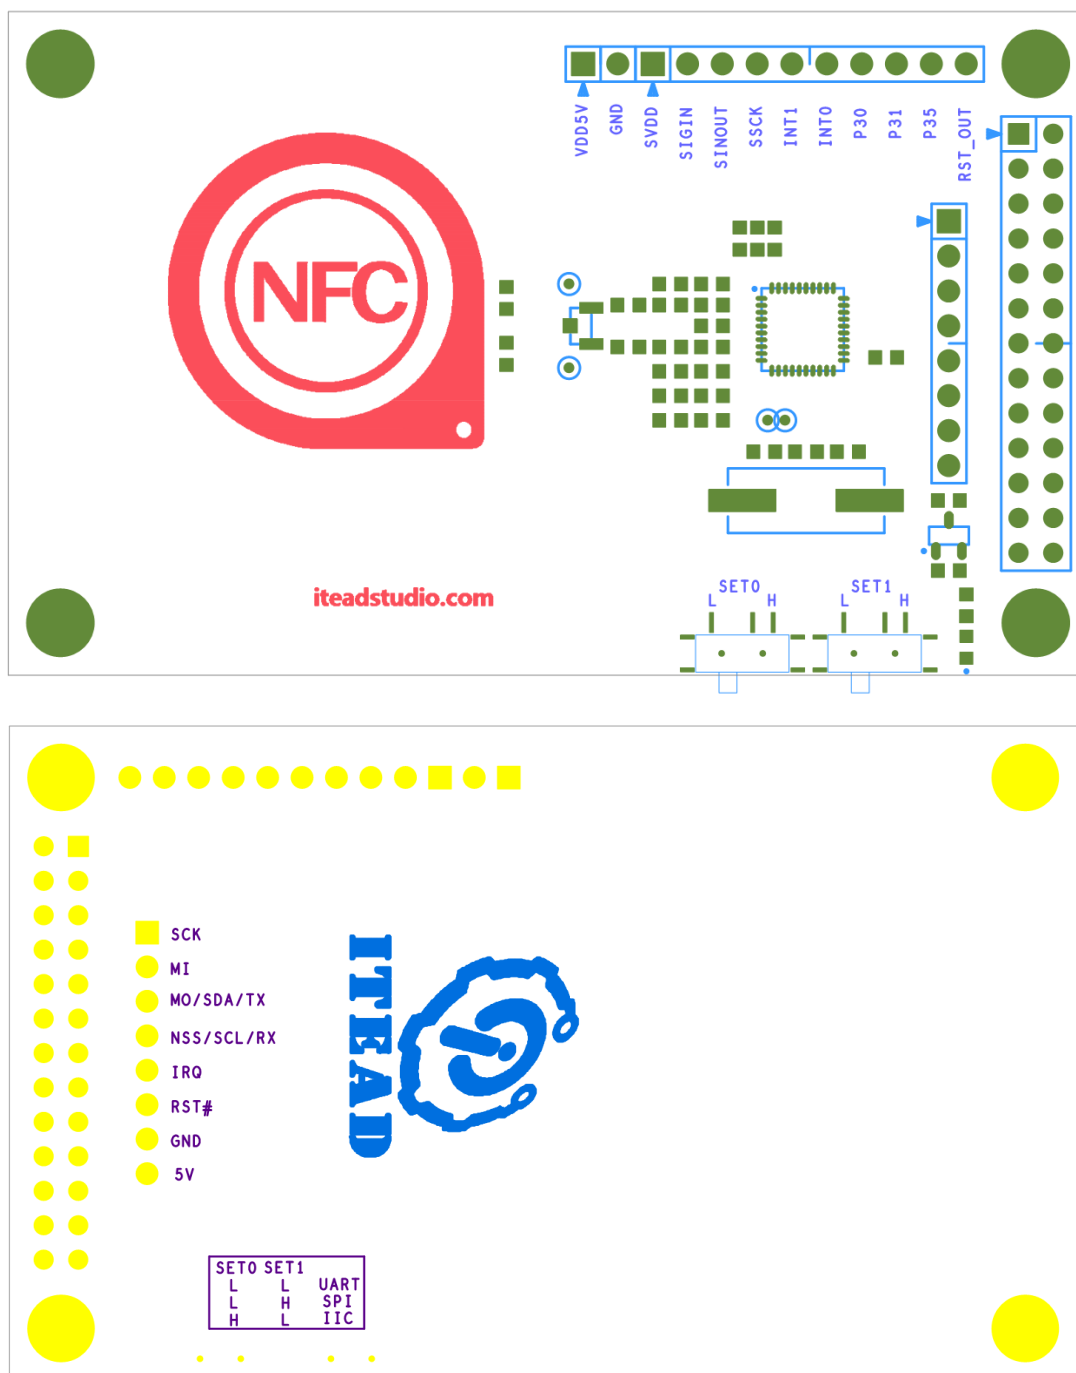 VDD5V
GND
SVDD
SIGIN
SINOUT
SSCK
INT1
INT0
P30
P31
P35
RST_OUT
NFC
iteadstudio.com
SET0 SET1
L H L H
SCK
MI
MO/SDA/TX
NSS/SCL/RX
IRQ
RST#
GND
5V
ITEAD
SET0 SET1
L L UART
L H SPI
H L IIC